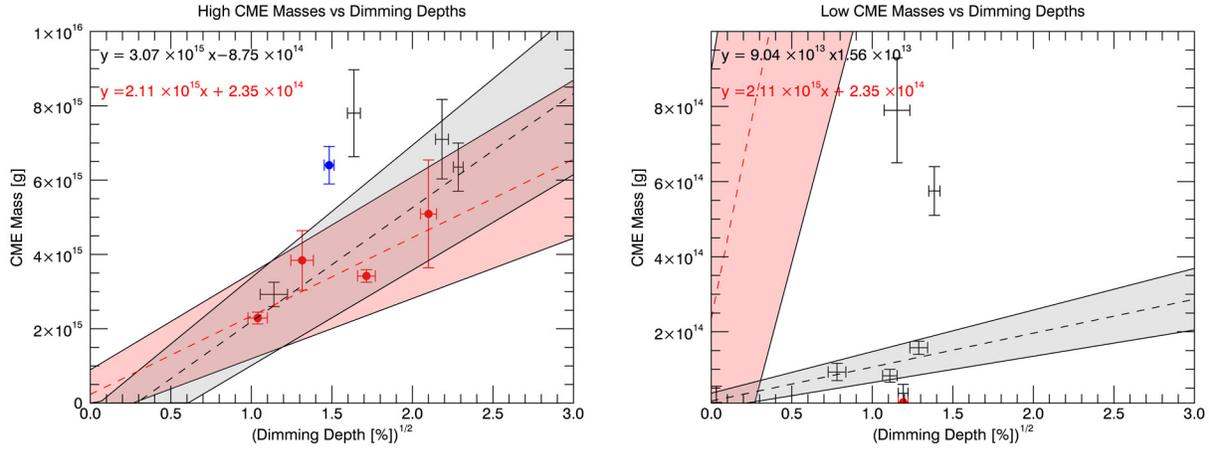 High CME Masses vs Dimming Depths
1×10¹⁶
y = 3.07 ×10¹⁵ x−8.75 ×10¹⁴
y =2.11 ×10¹⁵x + 2.35 ×10¹⁴
8×10¹⁵
6×10¹⁵
4×10¹⁵
2×10¹⁵
0
CME Mass [g]
0.0 0.5 1.0 1.5 2.0 2.5 3.0
(Dimming Depth [%])¹/²
Low CME Masses vs Dimming Depths
y = 9.04 ×10¹³ x1.56 ×10¹³
y =2.11 ×10¹⁵x + 2.35 ×10¹⁴
8×10¹⁴
6×10¹⁴
4×10¹⁴
2×10¹⁴
CME Mass [g]
0.0 0.5 1.0 1.5 2.0 2.5 3.0
(Dimming Depth [%])¹/²